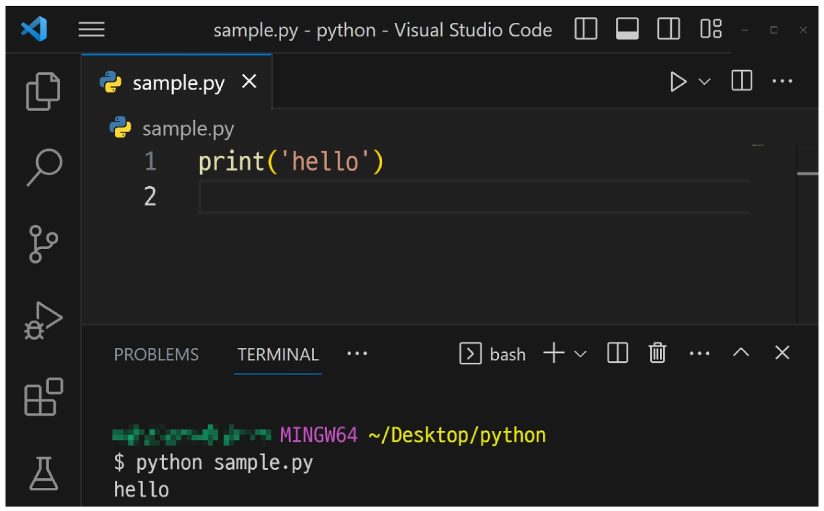 sample.py - python - Visual Studio Code
sample.py
sample.py
1 print('hello')
2
PROBLEMS TERMINAL ··· bash
MINGW64 ~/Desktop/python
$ python sample.py
hello